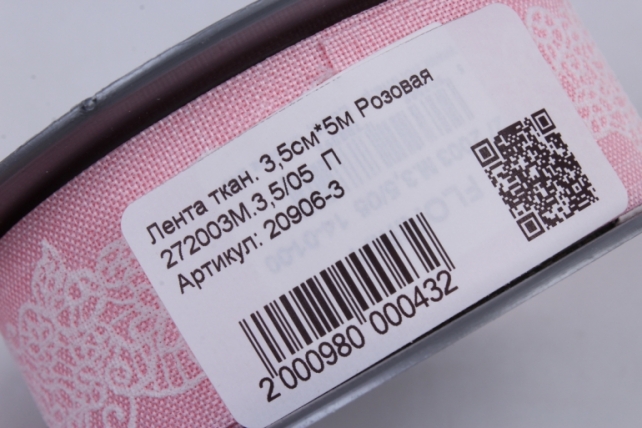 Лента ткан. 3,5см*5м Розовая
272003М.3,5/05 П
Артикул: 20906-3
2 000980 000432